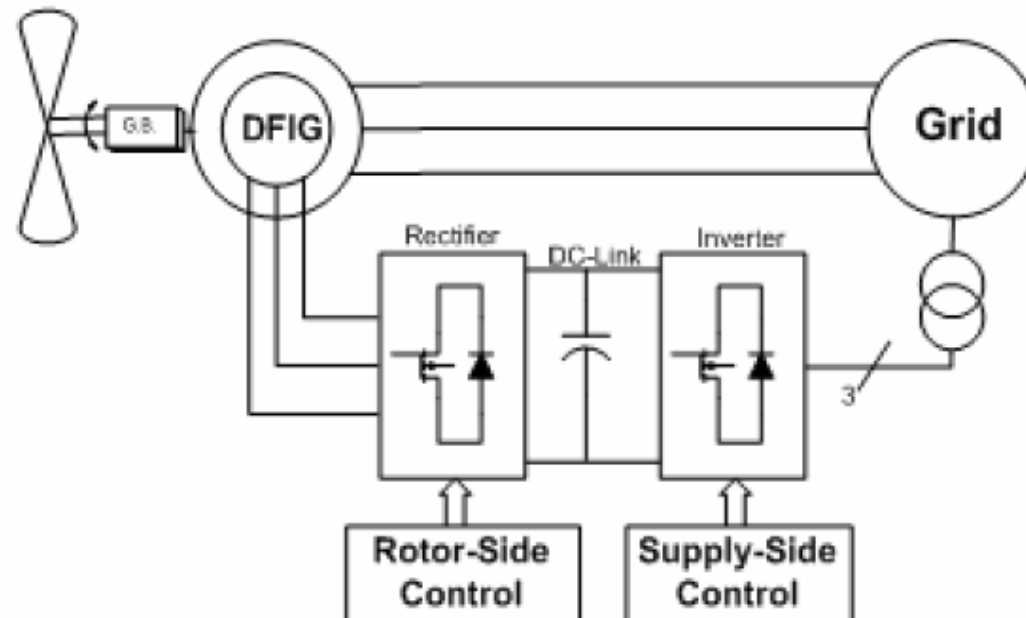 G.B.
DFIG
Grid
Rectifier
DC-Link
Inverter
3
Rotor-Side
Control
Supply-Side
Control